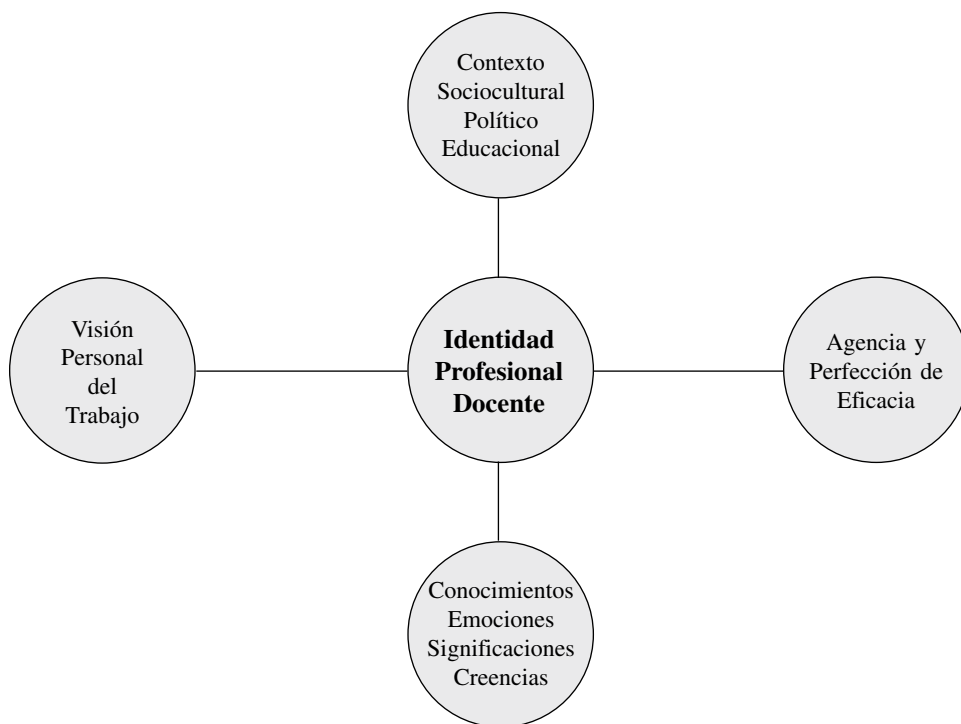 Contexto
Sociocultural
Político
Educacional
Visión
Personal
del
Trabajo
Identidad
Profesional
Docente
Agencia y
Perfección de
Eficacia
Conocimientos
Emociones
Significaciones
Creencias